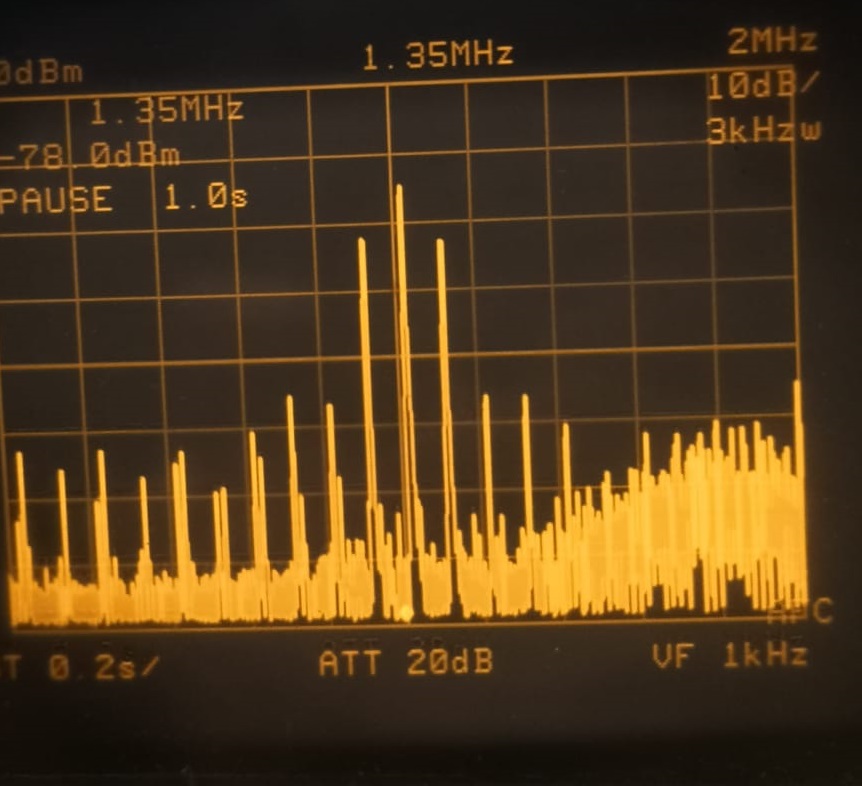 0dBm 1.35MHz 2MHz
1.35MHz 10dB/
-78.0dBm 3kHzw
PAUSE 1.0s
AFC
T 0.2s/ ATT 20dB VF 1kHz